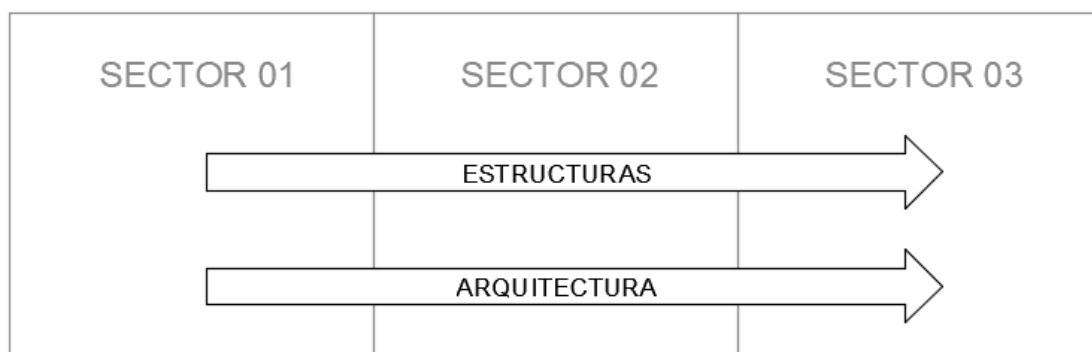 SECTOR 01 SECTOR 02 SECTOR 03
ESTRUCTURAS
ARQUITECTURA